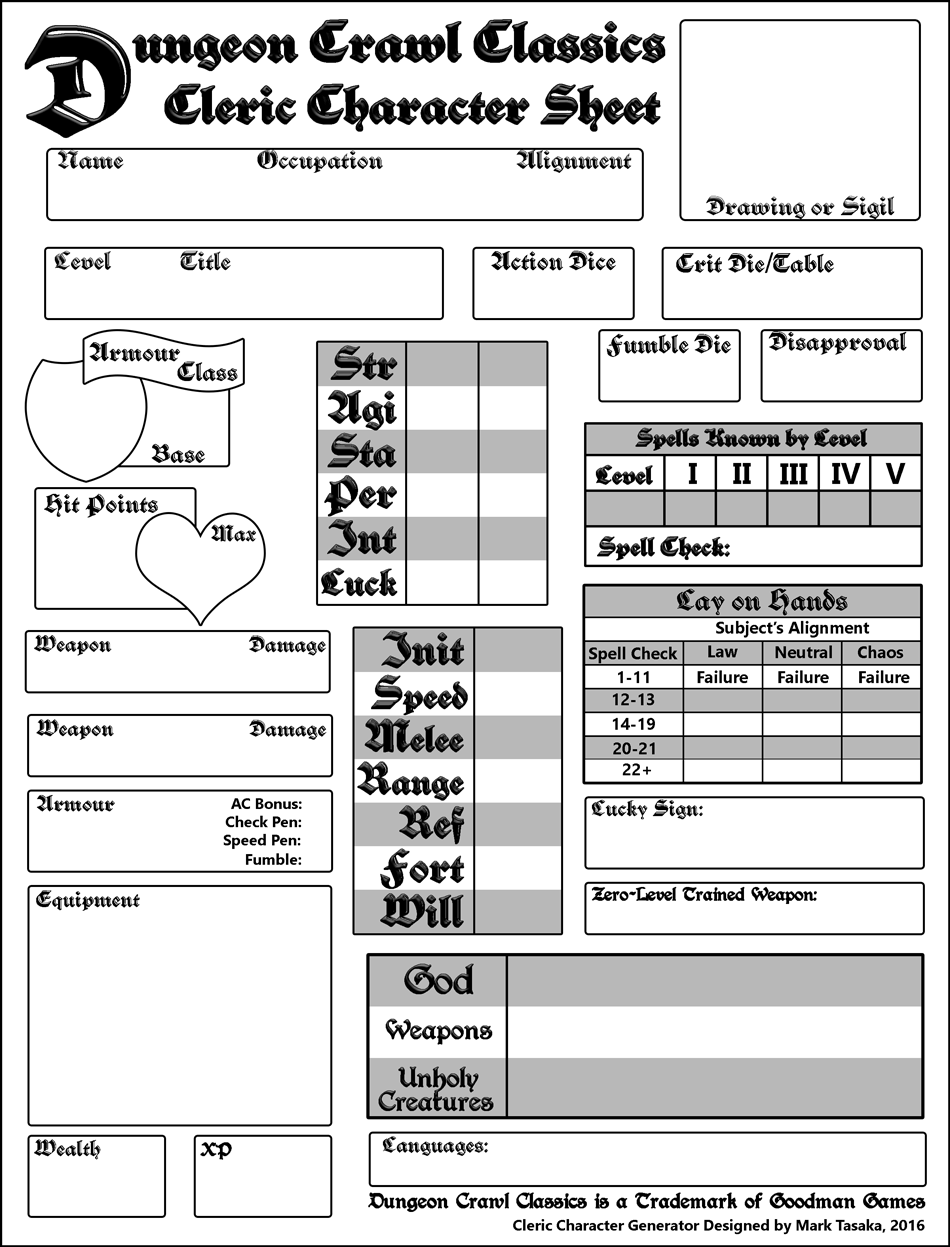 Dungeon Crawl Classics
Cleric Character Sheet
Name Occupation Alignment
Drawing or Sigil
Level Title
Action Dice
Crit Die/Table
Armour
Class
Base
Fumble Die
Disapproval
Hit Points
Max
Str
Agi
Sta
Per
Int
Luck
Spells Known by Level
Level I II III IV V
Spell Check:
Lay on Hands
Subject's Alignment
Spell Check Law Neutral Chaos
1-11 Failure Failure Failure
12-13
14-19
20-21
22+
Weapon Damage
Weapon Damage
Armour
AC Bonus:
Check Pen:
Speed Pen:
Fumble:
Init
Speed
Melee
Range
Ref
Fort
Will
Lucky Sign:
Zero-Level Trained Weapon:
Equipment
God
Weapons
Unholy
Creatures
Wealth
XP
Languages:
Dungeon Crawl Classics is a Trademark of Goodman Games
Cleric Character Generator Designed by Mark Tasaka, 2016